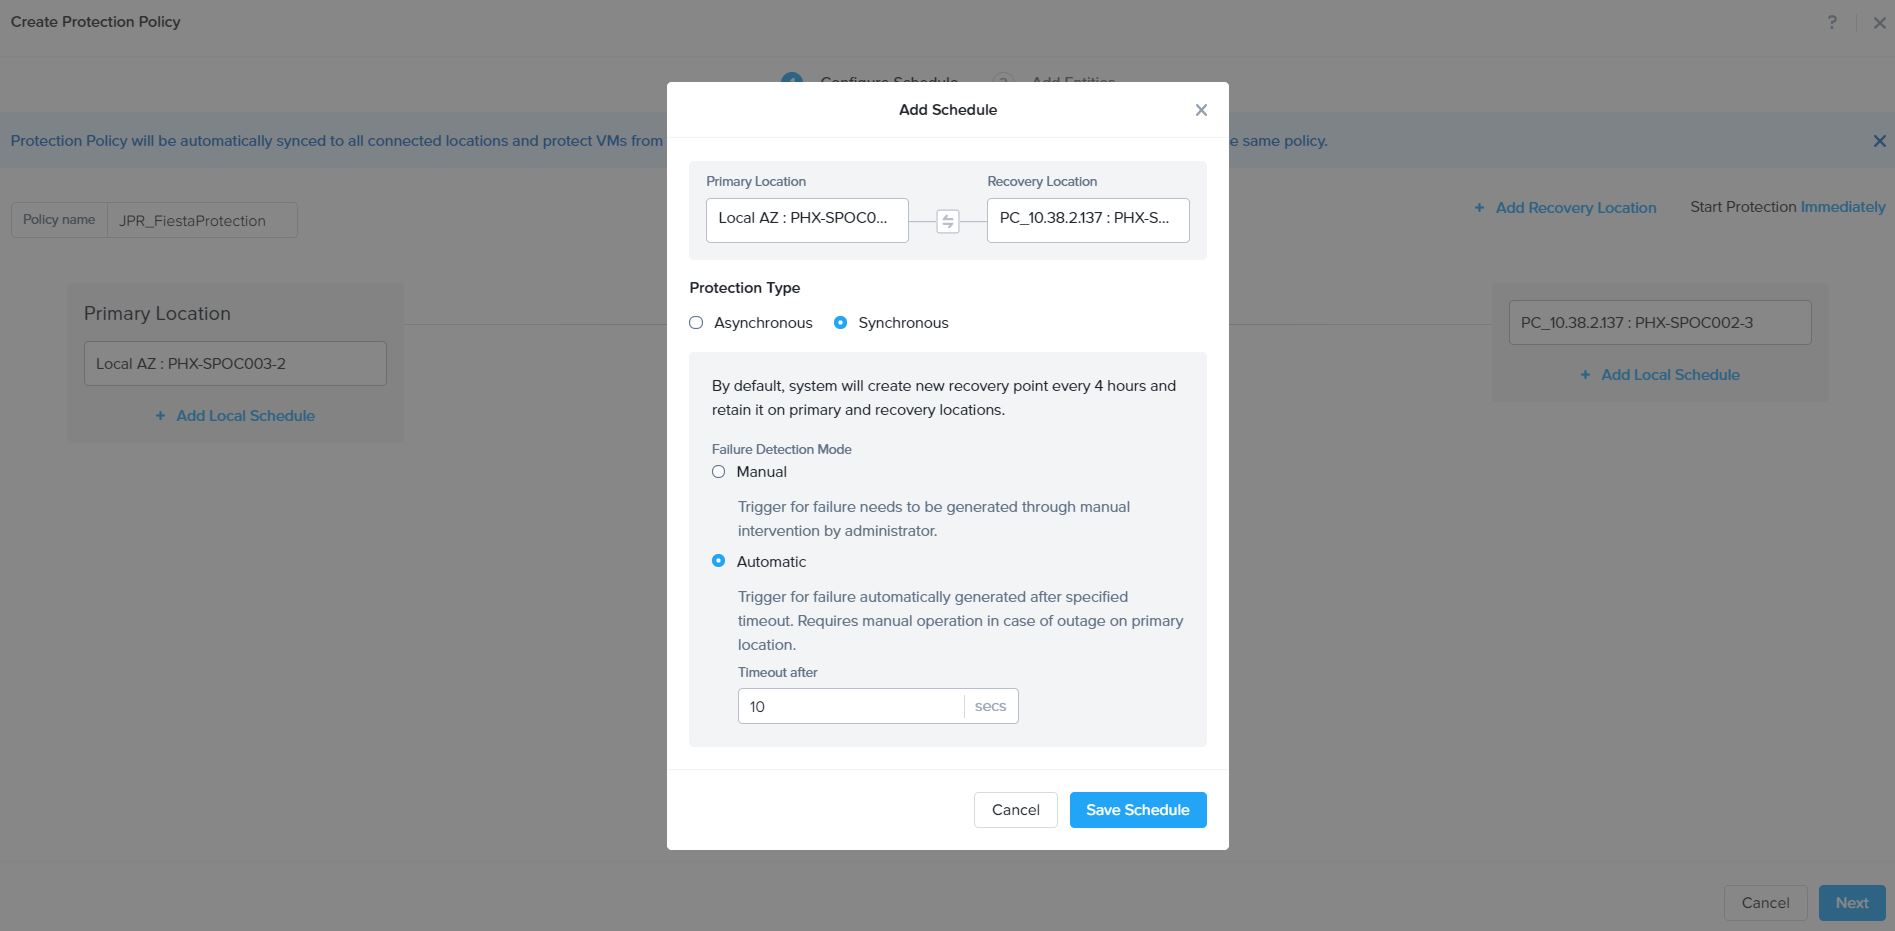 Create Protection Policy
?
Configure Schedule
Add Entities
Add Schedule
Protection Policy will be automatically synced to all connected locations and protect VMs from
e same policy.
Policy name
JPR_FiestaProtection
+ Add Recovery Location
Start Protection Immediately
Primary Location
Local AZ : PHX-SPOC003-2
+ Add Local Schedule
PC_10.38.2.137 : PHX-SPOC002-3
+ Add Local Schedule
Primary Location
Recovery Location
Local AZ : PHX-SPOC0...
PC_10.38.2.137 : PHX-S...
Protection Type
Asynchronous
Synchronous
By default, system will create new recovery point every 4 hours and
retain it on primary and recovery locations.
Failure Detection Mode
Manual
Trigger for failure needs to be generated through manual
intervention by administrator.
Automatic
Trigger for failure automatically generated after specified
timeout. Requires manual operation in case of outage on primary
location.
Timeout after
10
secs
Cancel
Save Schedule
Cancel
Next